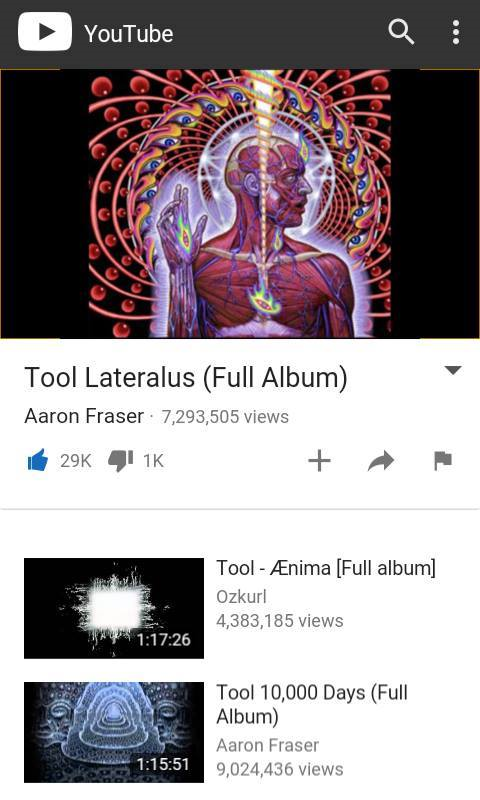 YouTube
Tool Lateralus (Full Album)
Aaron Fraser · 7,293,505 views
29K 1K
Tool - Ænima [Full album]
Ozkurl
4,383,185 views
1:17:26
Tool 10,000 Days (Full
Album)
Aaron Fraser
9,024,436 views
1:15:51